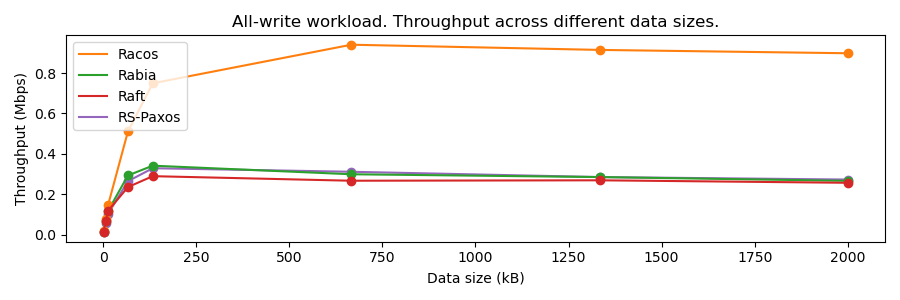 All-write workload. Throughput across different data sizes.
Racos
Rabia
Raft
RS-Paxos
Throughput (Mbps)
0.8
0.6
0.4
0.2
0.0
0 250 500 750 1000 1250 1500 1750 2000
Data size (kB)